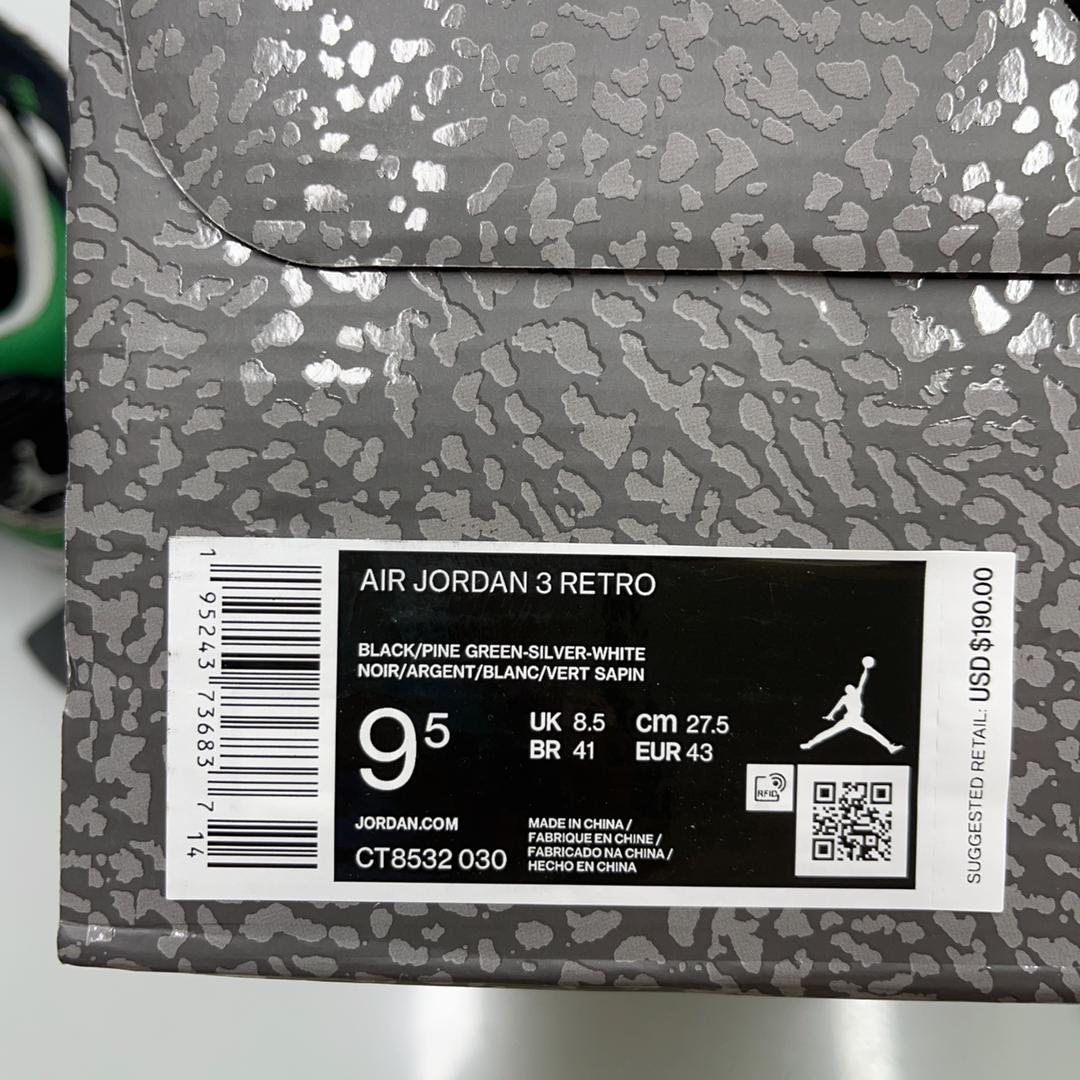 AIR JORDAN 3 RETRO
BLACK/PINE GREEN-SILVER-WHITE
NOIR/ARGENT/BLANC/VERT SAPIN
9 5
UK 8.5 cm 27.5
BR 41 EUR 43
RFID
JORDAN.COM
CT8532 030
MADE IN CHINA /
FABRIQUE EN CHINE /
FABRICADO NA CHINA /
HECHO EN CHINA
1 95243 73683 7 14
SUGGESTED RETAIL: USD $190.00